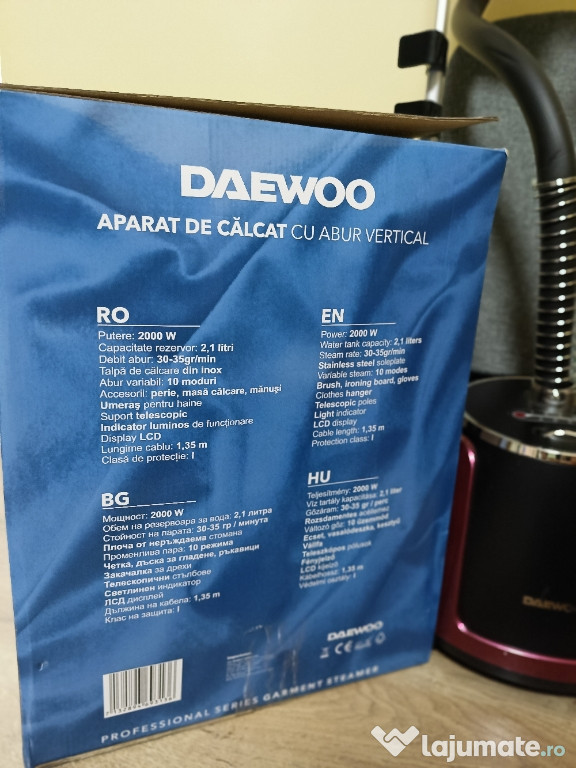 DAEWOO
APARAT DE CĂLCAT CU ABUR VERTICAL
RO
Putere: 2000 W
Capacitate rezervor: 2,1 litri
Debit abur: 30-35gr/min
Talpă de călcare din inox
Abur variabil: 10 moduri
Accesorii: perie, masă călcare, mănuși
Umeraș pentru haine
Suport telescopic
Indicator luminos de funcționare
Display LCD
Lungime cablu: 1,35 m
Clasă de protecție: I
EN
Power: 2000 W
Water tank capacity: 2,1 liters
Steam rate: 30-35gr/min
Stainless steel soleplate
Variable steam: 10 modes
Brush, ironing board, gloves
Clothes hanger
Telescopic poles
Light indicator
LCD display
Cable length: 1,35 m
Protection class: I
BG
Мощност: 2000 W
Обем на резервоара за вода: 2,1 литра
Стойност на парата: 30-35 гр / минута
Плоча от неръждаема стомана
Променлива пара: 10 режима
Четка, дъска за гладене, ръкавици
Закачалка за дрехи
Телескопични стълбове
Светлинен индикатор
ЛСД дисплей
Дължина на кабела: 1,35 m
Клас на защита: I
HU
Teljesítmény: 2000 W
Víz tartály kapacitása: 2,1 liter
Gőzáram: 30-35 gr / perc
Rozsdamentes acéllemez
Változó gőz: 10 üzemmód
Ecset, vasalódeszka, kesztyű
Vállfa
Teleszkópos pólusok
Fényjelző
LCD kijelző
Kábelhossz: 1,35 m
Védelmi osztály: I
DAEWOO
CE
PROFESSIONAL SERIES GARMENT STEAMER
DAEWOO
lajumate.ro